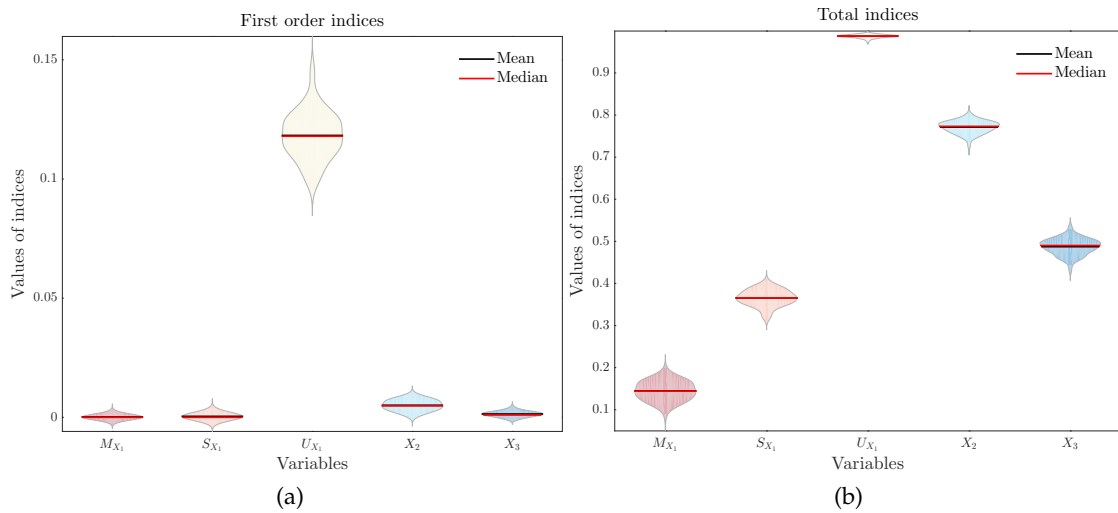 First order indices
Mean
Median
0.15
0.1
0.05
0
Values of indices
M_{X_1}
S_{X_1}
U_{X_1}
X_2
X_3
Variables
(a)
Total indices
Mean
Median
0.9
0.8
0.7
0.6
0.5
0.4
0.3
0.2
0.1
Values of indices
M_{X_1}
S_{X_1}
U_{X_1}
X_2
X_3
Variables
(b)